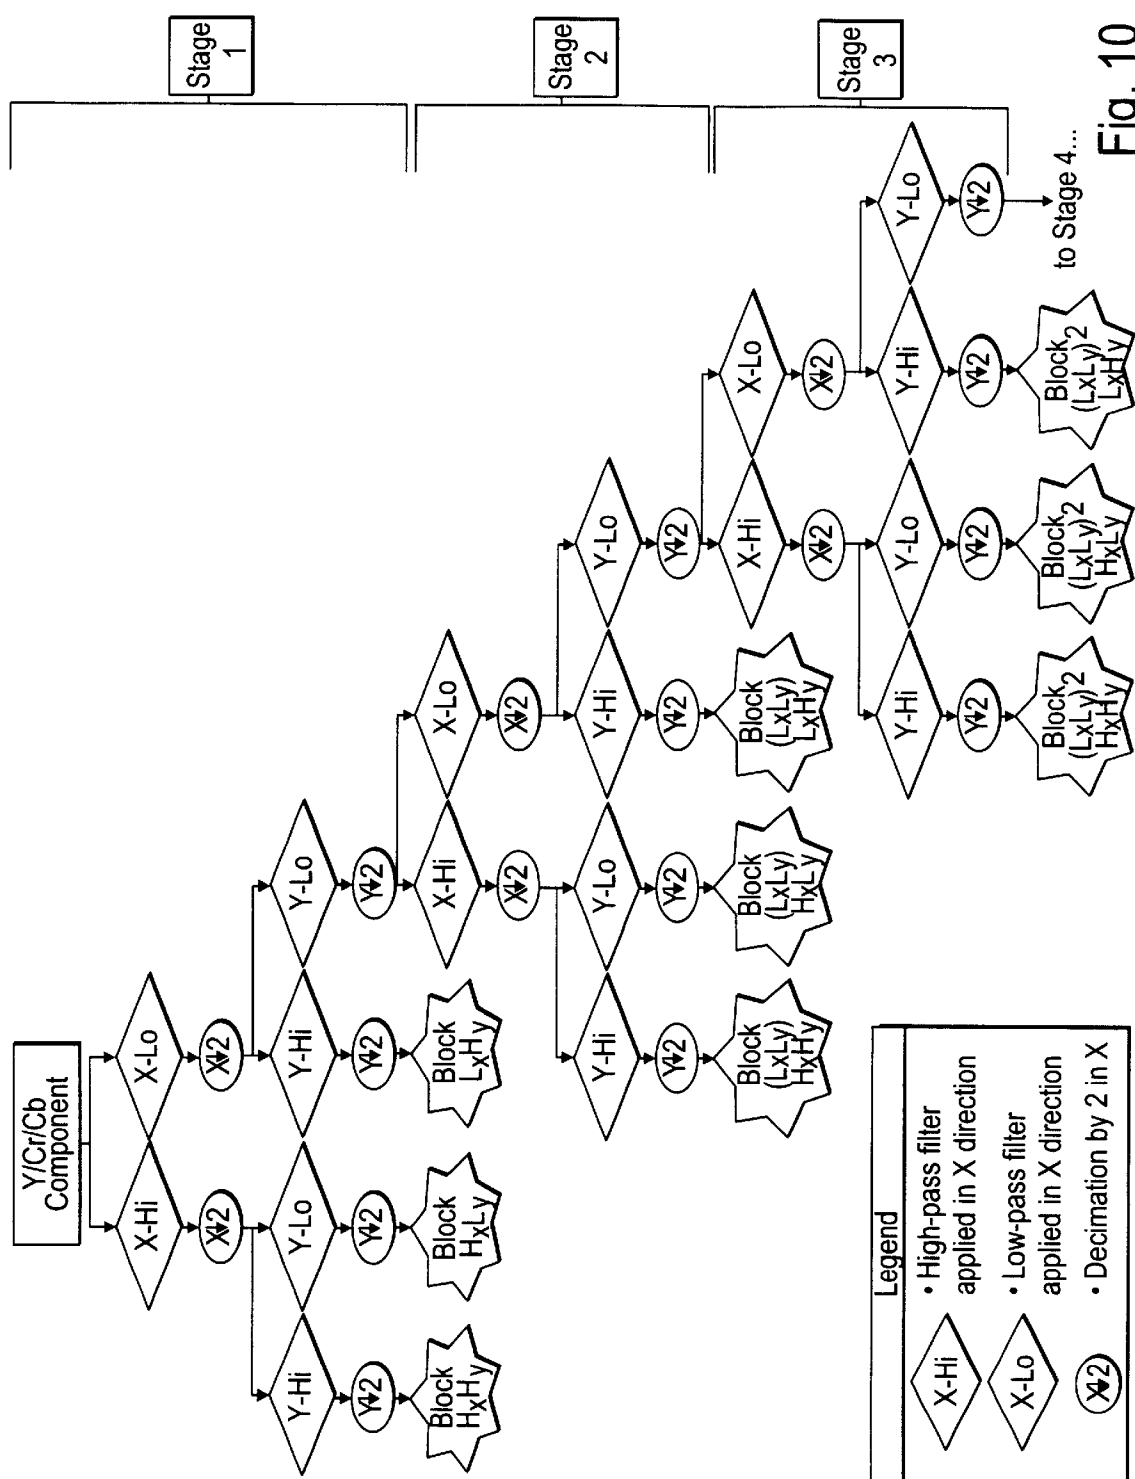 Y/Cr/Cb
Component
X-Hi
X-Lo
X↓2
X↓2
Y-Hi
Y-Lo
Y-Hi
Y-Lo
Y↓2
Y↓2
Y↓2
Y↓2
Block
HxHy
Block
HxLy
Block
LxHy
Stage
1
X-Hi
X-Lo
X↓2
X↓2
Y-Hi
Y-Lo
Y-Hi
Y-Lo
Y↓2
Y↓2
Y↓2
Y↓2
Block
(LxLy)
HxHy
Block
(LxLy)
HxLy
Block
(LxLy)
LxHy
Stage
2
X-Hi
X-Lo
X↓2
X↓2
Y-Hi
Y-Lo
Y-Hi
Y-Lo
Y↓2
Y↓2
Y↓2
Y↓2
Block
(LxLy)2
HxHy
Block
(LxLy)2
HxLy
Block
(LxLy)2
LxHy
to Stage 4...
Stage
3
Legend
X-Hi
• High-pass filter
applied in X direction
X-Lo
• Low-pass filter
applied in X direction
X↓2
• Decimation by 2 in X
Fig. 10